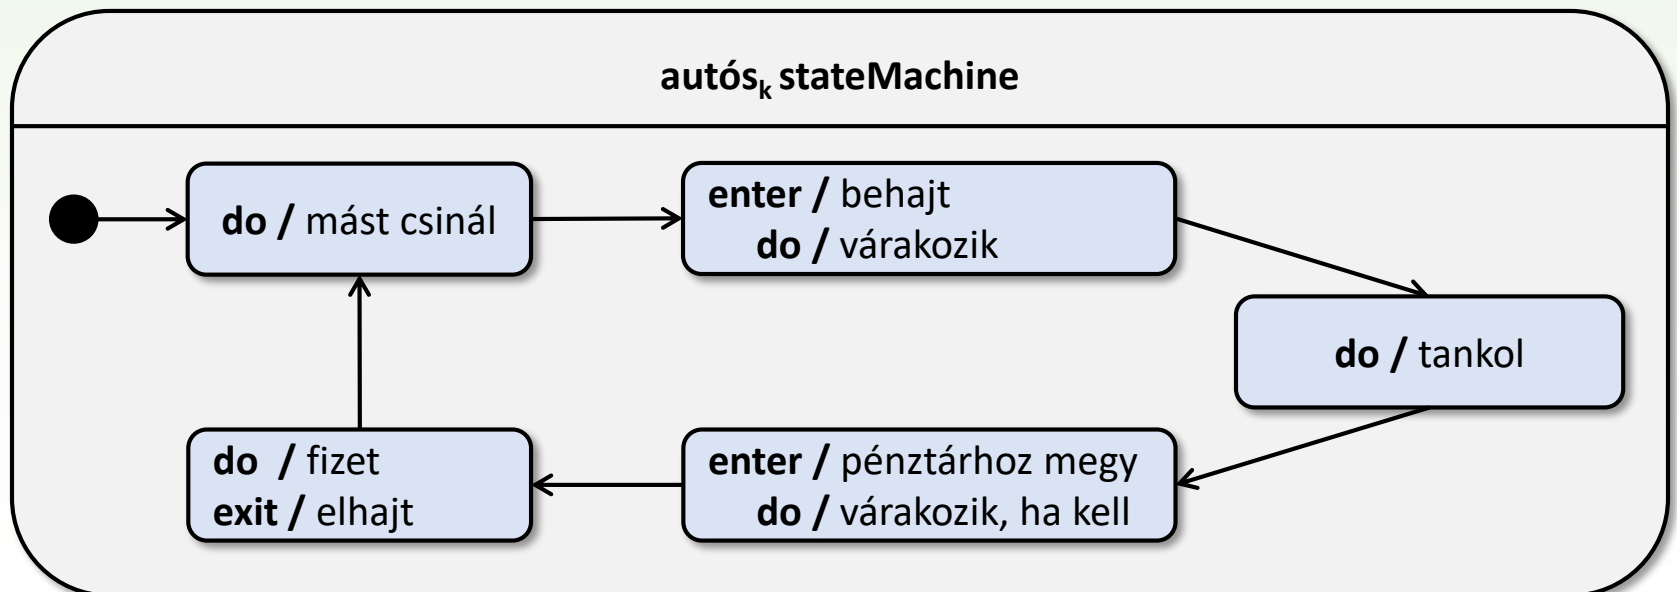 autósₖ stateMachine
do / mást csinál
enter / behajt
do / várakozik
do / tankol
enter / pénztárhoz megy
do / várakozik, ha kell
do / fizet
exit / elhajt